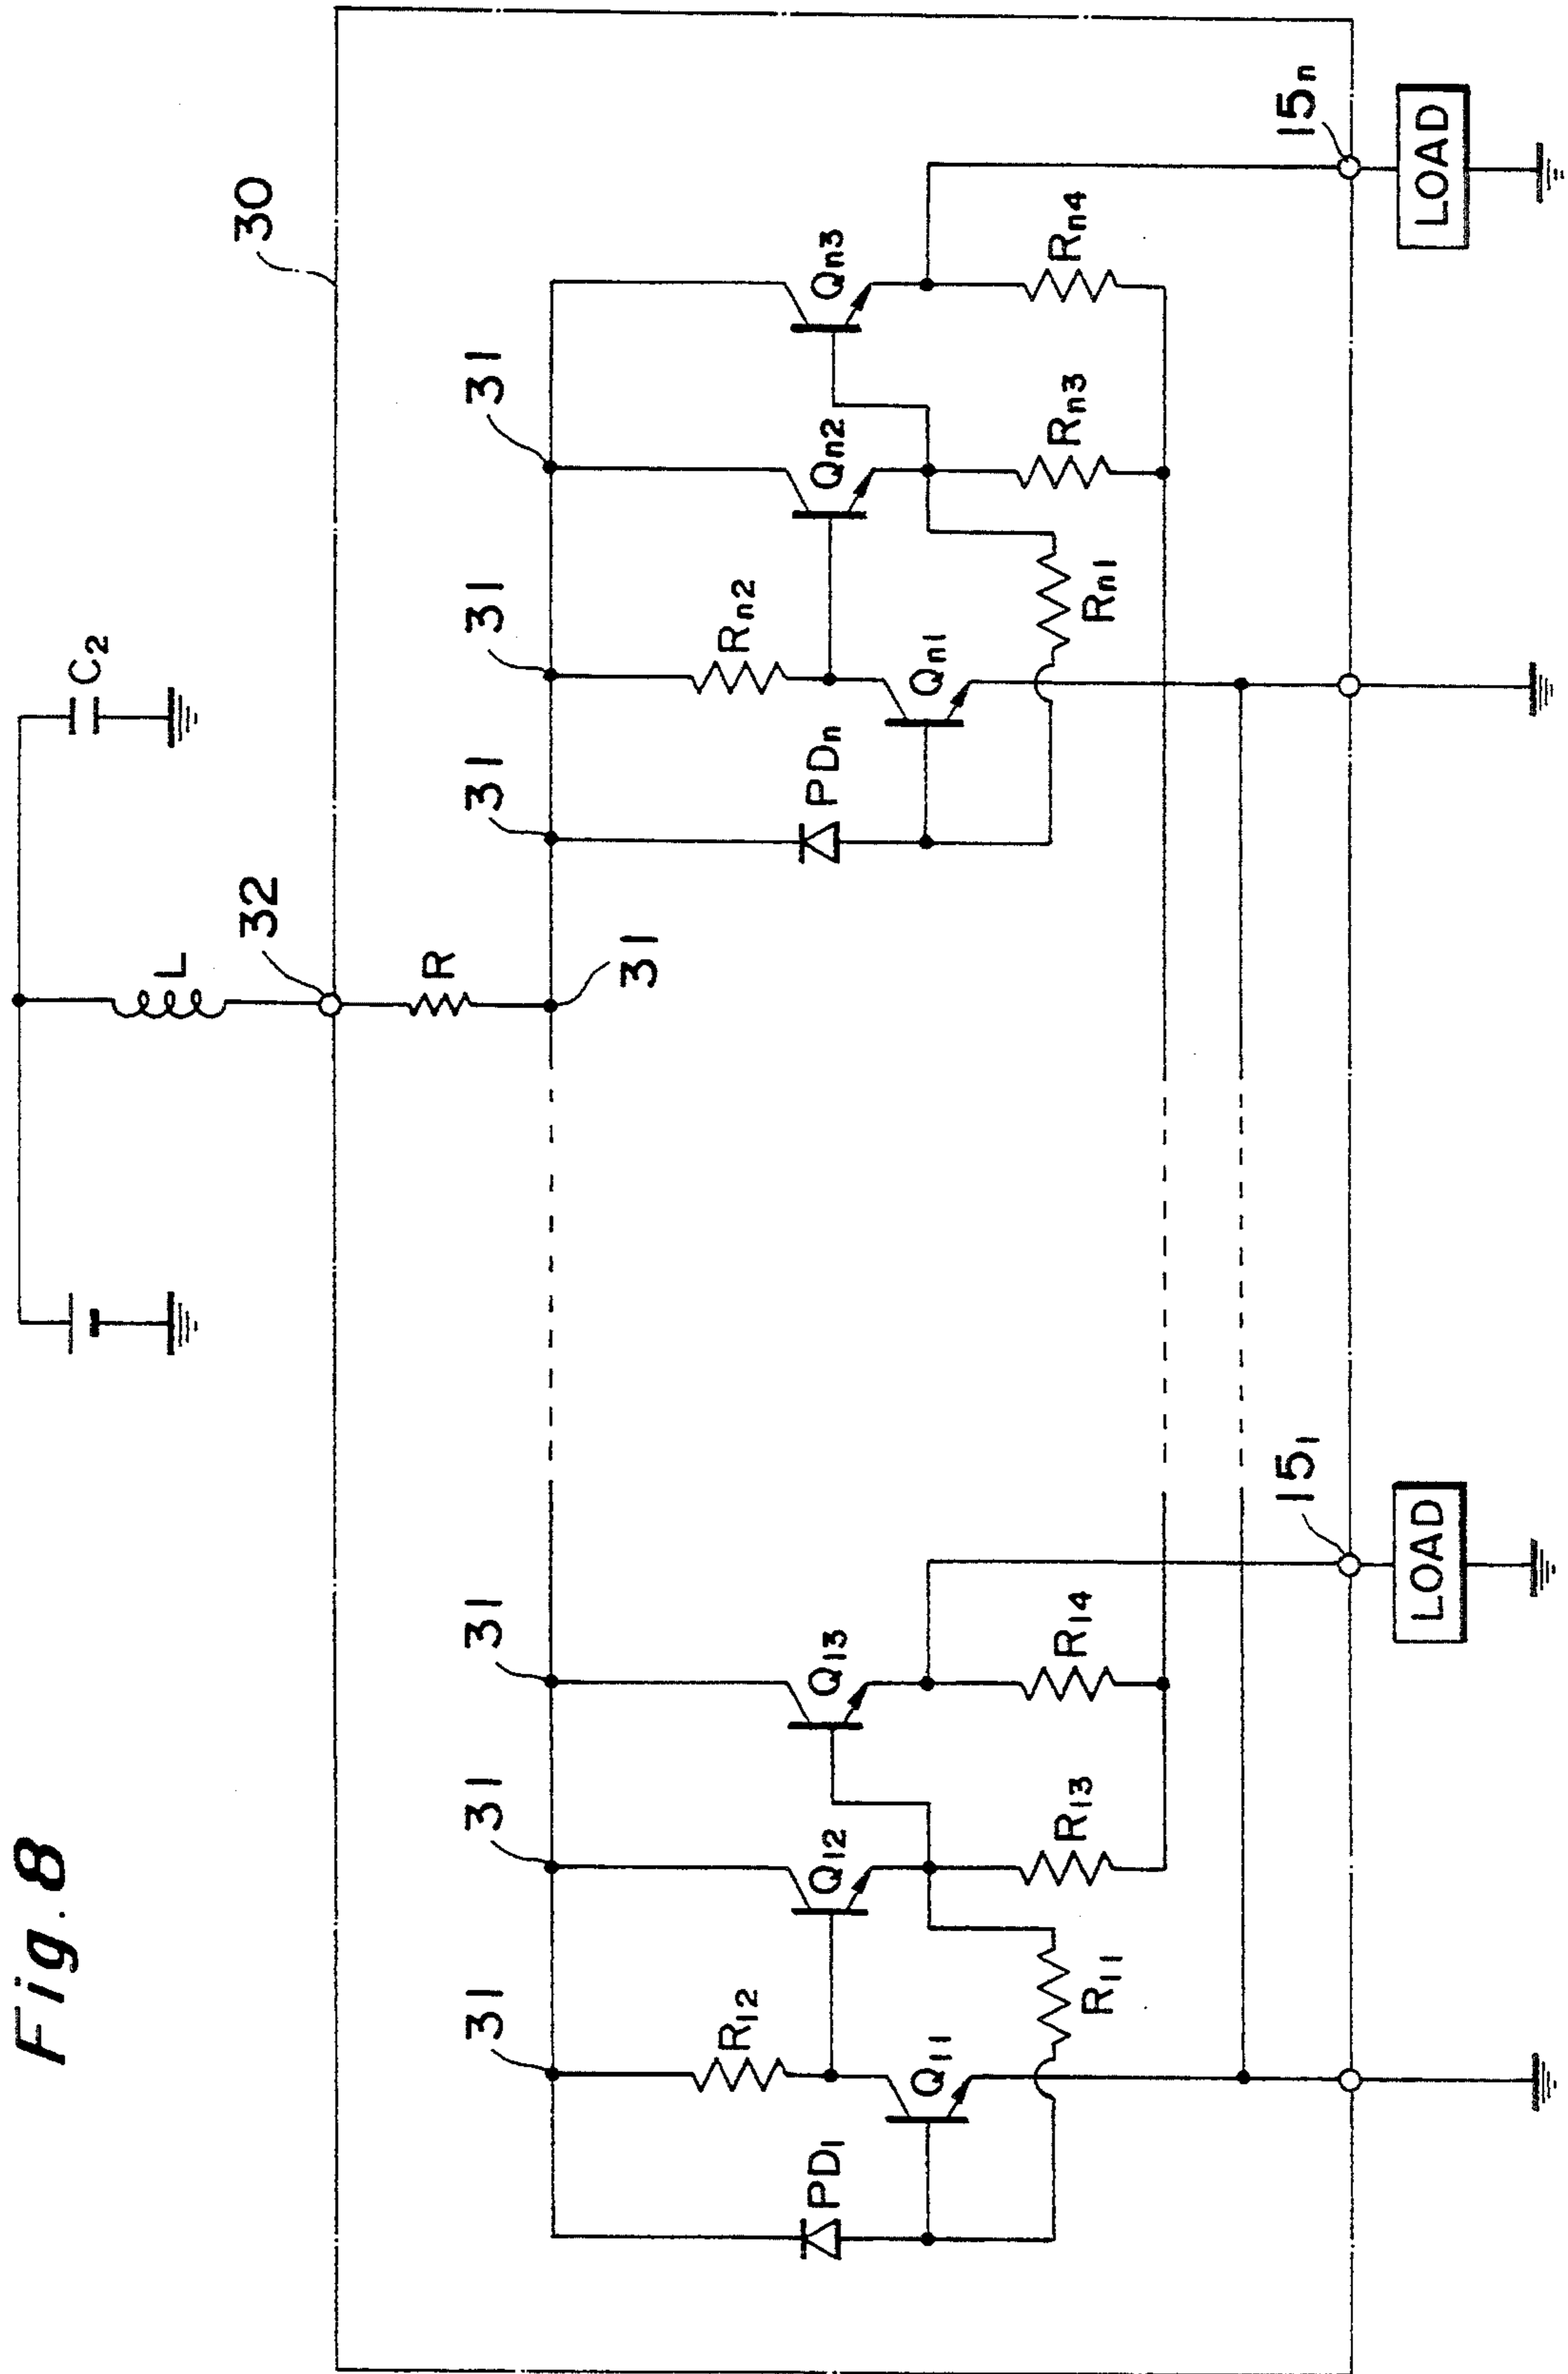 Fig. 8
C2
L
32
30
R
31
31
31
31
31
31
31
PD1
R12
Q11
R11
Q12
R13
Q13
R14
PDn
Rn2
Qn1
Rn1
Qn2
Rn3
Qn3
Rn4
151
15n
LOAD
LOAD